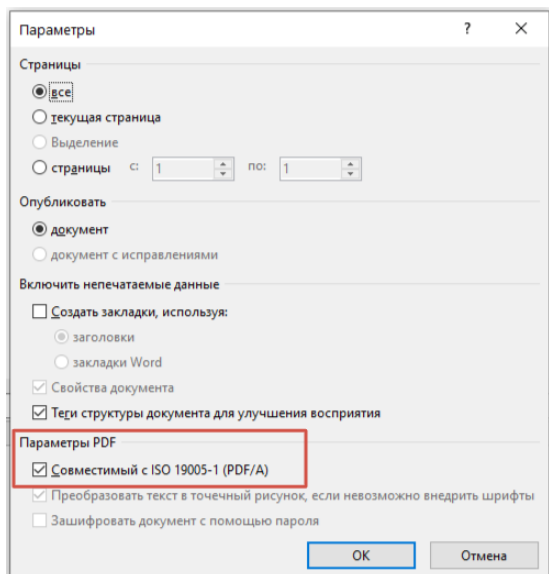 Параметры ? ×
Страницы
все
текущая страница
Выделение
страницы с: 1 по: 1
Опубликовать
документ
документ с исправлениями
Включить непечатаемые данные
Создать закладки, используя:
заголовки
закладки Word
Свойства документа
Теги структуры документа для улучшения восприятия
Параметры PDF
Совместимый с ISO 19005-1 (PDF/A)
Преобразовать текст в точечный рисунок, если невозможно внедрить шрифты
Зашифровать документ с помощью пароля
ОК Отмена